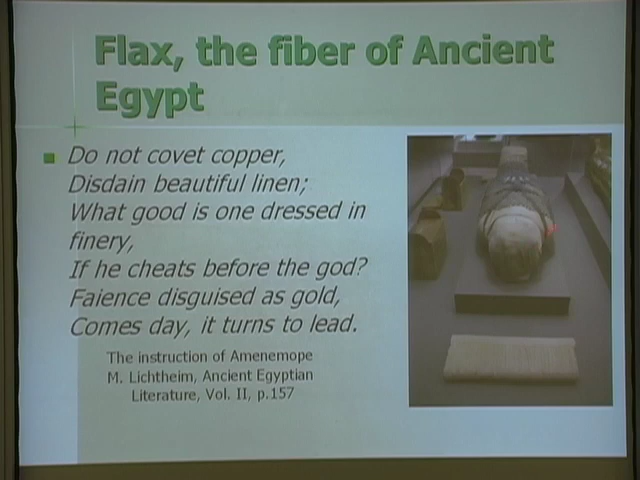 Flax, the fiber of Ancient
Egypt
Do not covet copper,
Disdain beautiful linen;
What good is one dressed in
finery,
If he cheats before the god?
Faience disguised as gold,
Comes day, it turns to lead.
The instruction of Amenemope
M. Lichtheim, Ancient Egyptian
Literature, Vol. II, p.157